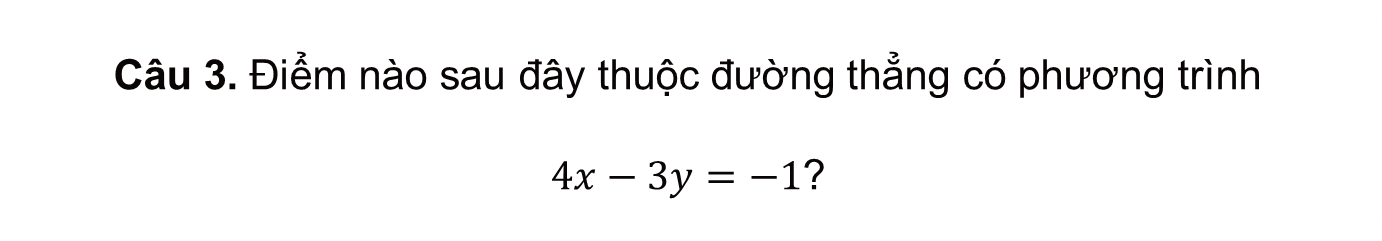 Câu 3. Điểm nào sau đây thuộc đường thẳng có phương trình
4x − 3y = −1?